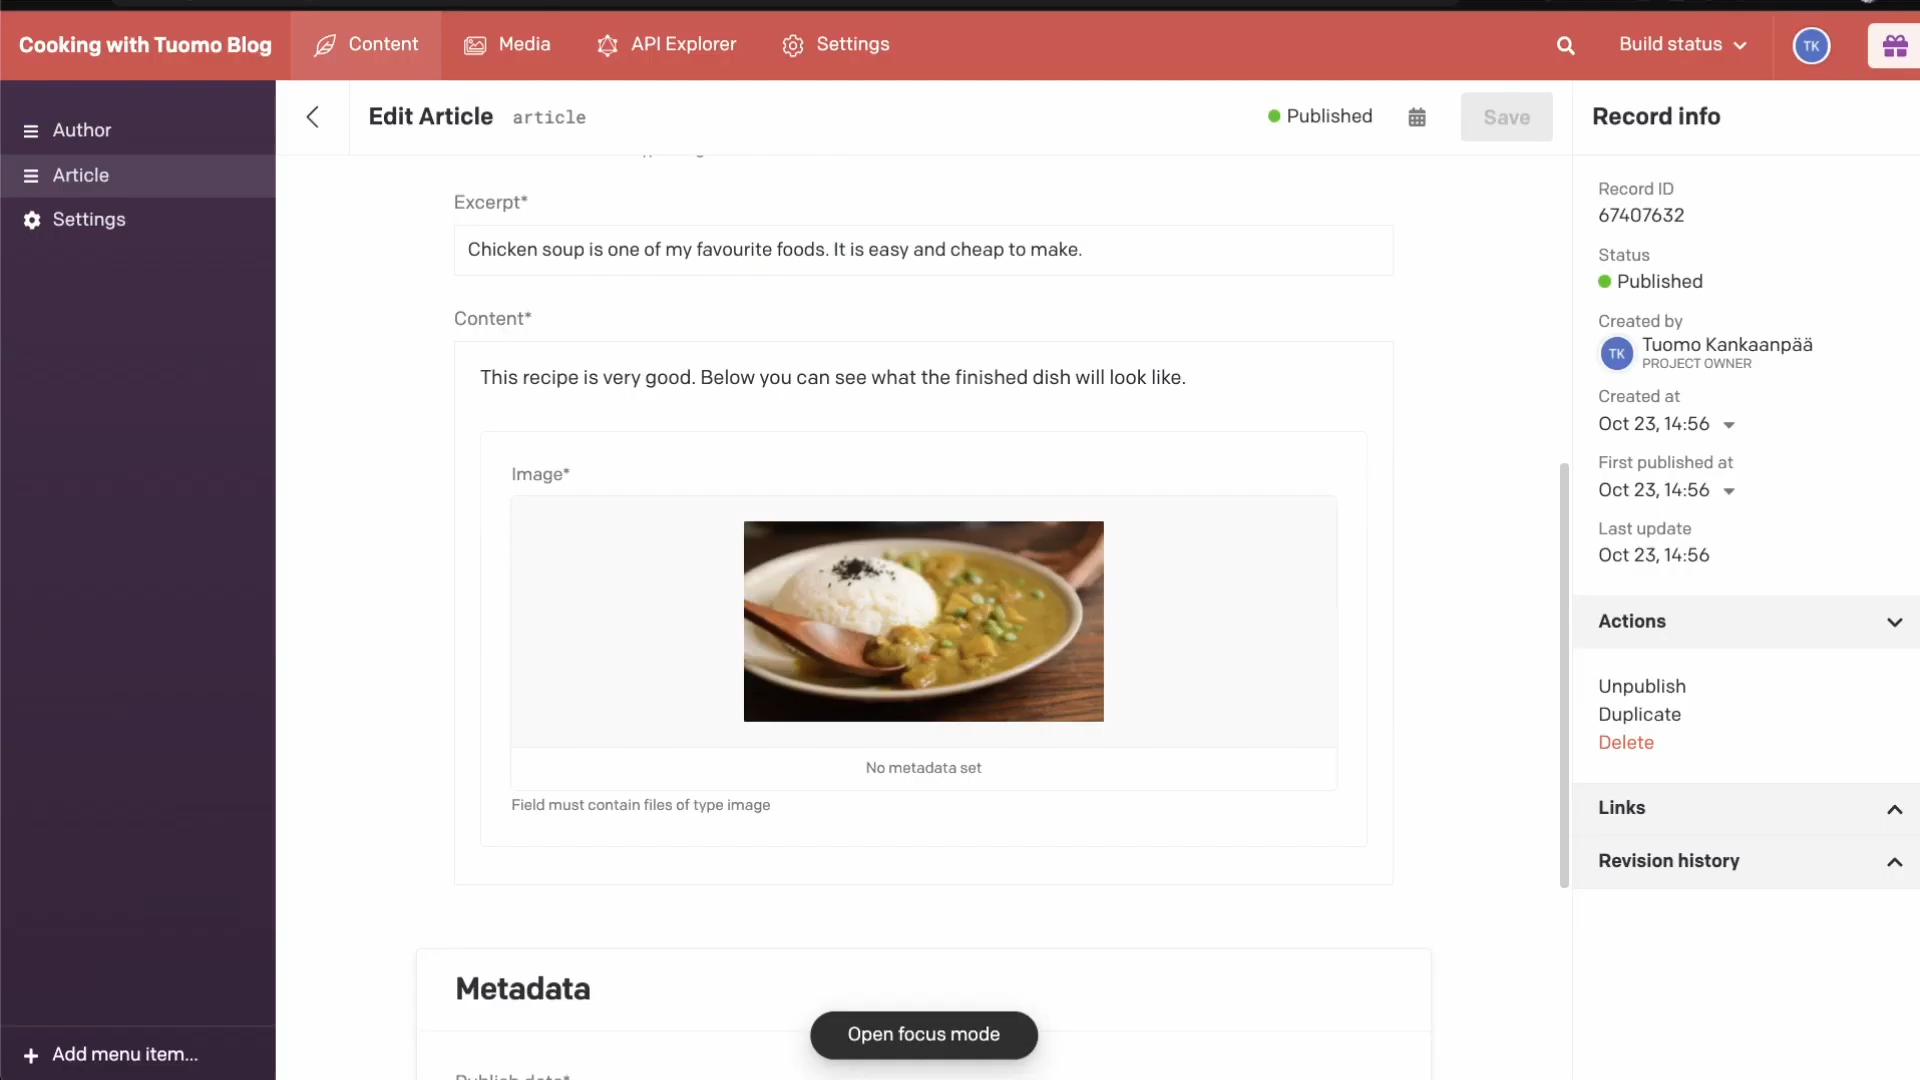 Cooking with Tuomo Blog
Content
Media
API Explorer
Settings
Build status
TK
Author
Article
Settings
Add menu item...
Edit Article article
Published
Save
Excerpt*
Chicken soup is one of my favourite foods. It is easy and cheap to make.
Content*
This recipe is very good. Below you can see what the finished dish will look like.
Image*
No metadata set
Field must contain files of type image
Metadata
Open focus mode
Publish date*
Record info
Record ID
67407632
Status
Published
Created by
TK
Tuomo Kankaanpää
PROJECT OWNER
Created at
Oct 23, 14:56
First published at
Oct 23, 14:56
Last update
Oct 23, 14:56
Actions
Unpublish
Duplicate
Delete
Links
Revision history